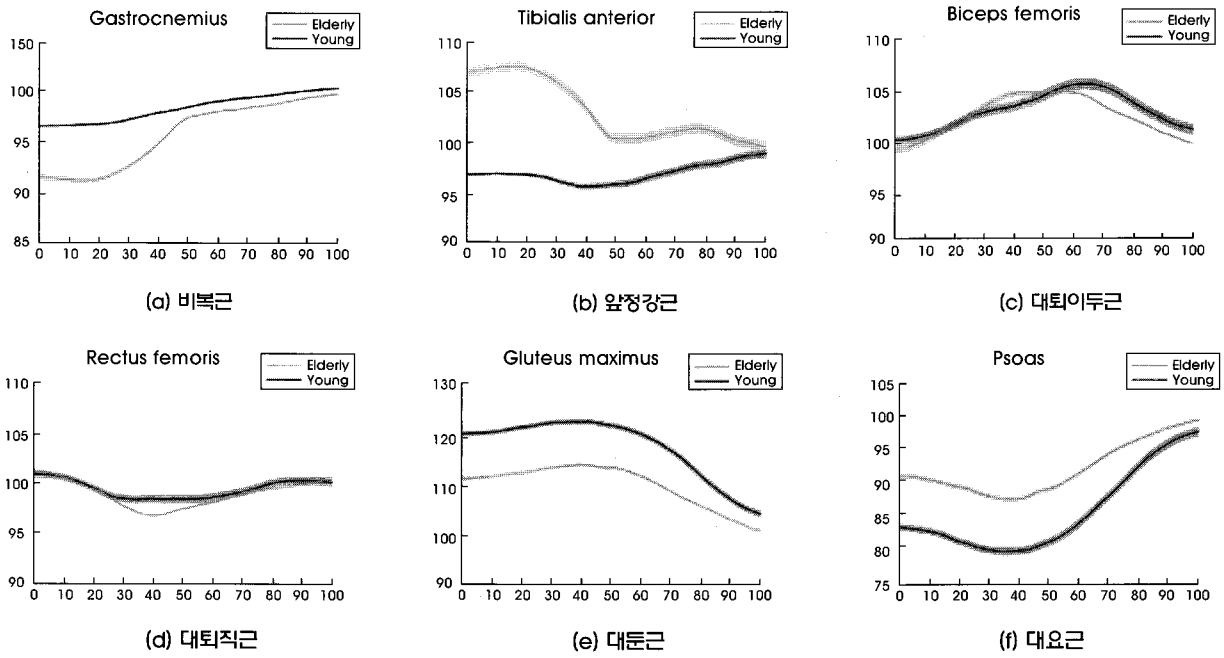 Gastrocnemius
Elderly
Young
150
100
95
90
85
0 10 20 30 40 50 60 70 80 90 100
(a) 비복근
Tibialis anterior
Elderly
Young
110
105
100
95
90
0 10 20 30 40 50 60 70 80 90 100
(b) 앞정강근
Biceps femoris
Elderly
Young
110
105
100
95
90
0 10 20 30 40 50 60 70 80 90 100
(c) 대퇴이두근
Rectus femoris
Elderly
Young
110
105
100
95
90
0 10 20 30 40 50 60 70 80 90 100
(d) 대퇴직근
Gluteus maximus
Elderly
Young
130
120
110
100
90
0 10 20 30 40 50 60 70 80 90 100
(e) 대둔근
Psoas
Elderly
Young
105
100
95
90
85
80
75
0 10 20 30 40 50 60 70 80 90 100
(f) 대요근